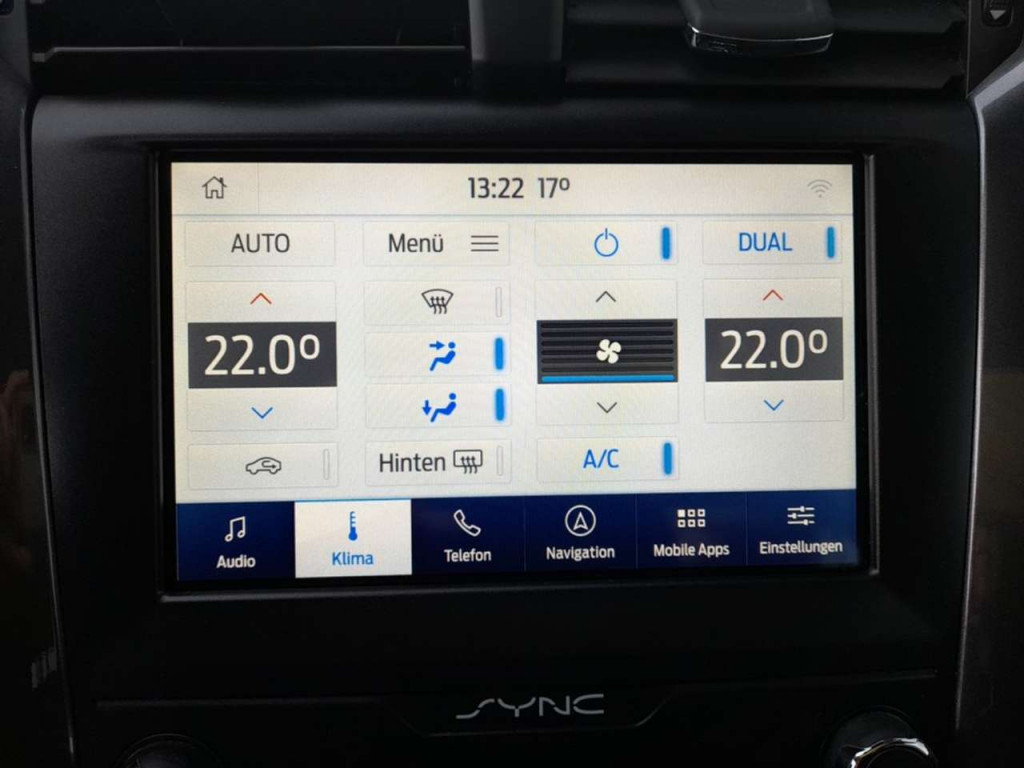 13:22 17º
AUTO
Menü
DUAL
22.0º
22.0º
Hinten
A/C
Audio
Klima
Telefon
Navigation
Mobile Apps
Einstellungen
SYNC